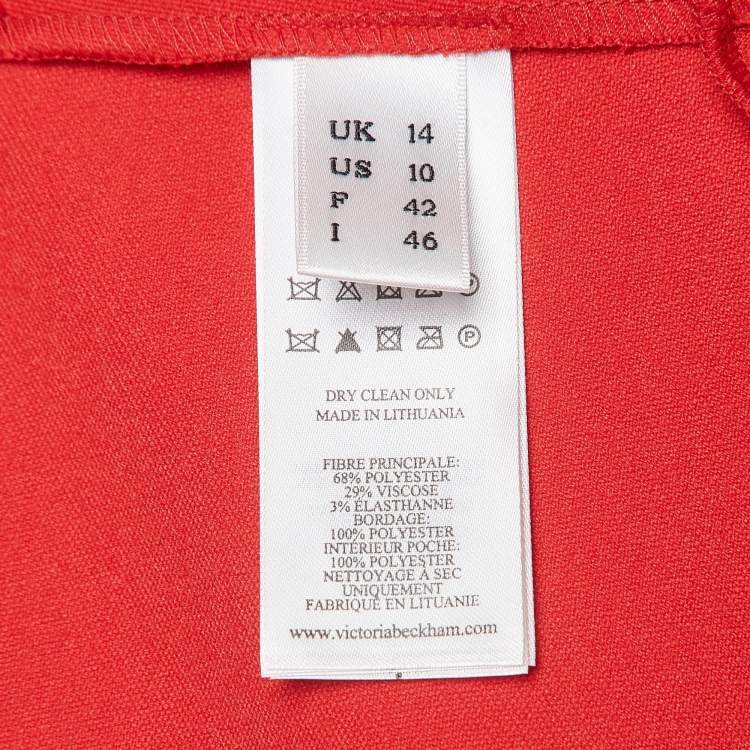 UK 14
US 10
F 42
I 46
P
DRY CLEAN ONLY
MADE IN LITHUANIA
FIBRE PRINCIPALE:
68% POLYESTER
29% VISCOSE
3% ÉLASTHANNE
BORDAGE:
100% POLYESTER
INTÉRIEUR POCHE:
100% POLYESTER
NETTOYAGE À SEC
UNIQUEMENT
FABRIQUÉ EN LITUANIE
www.victoriabeckham.com